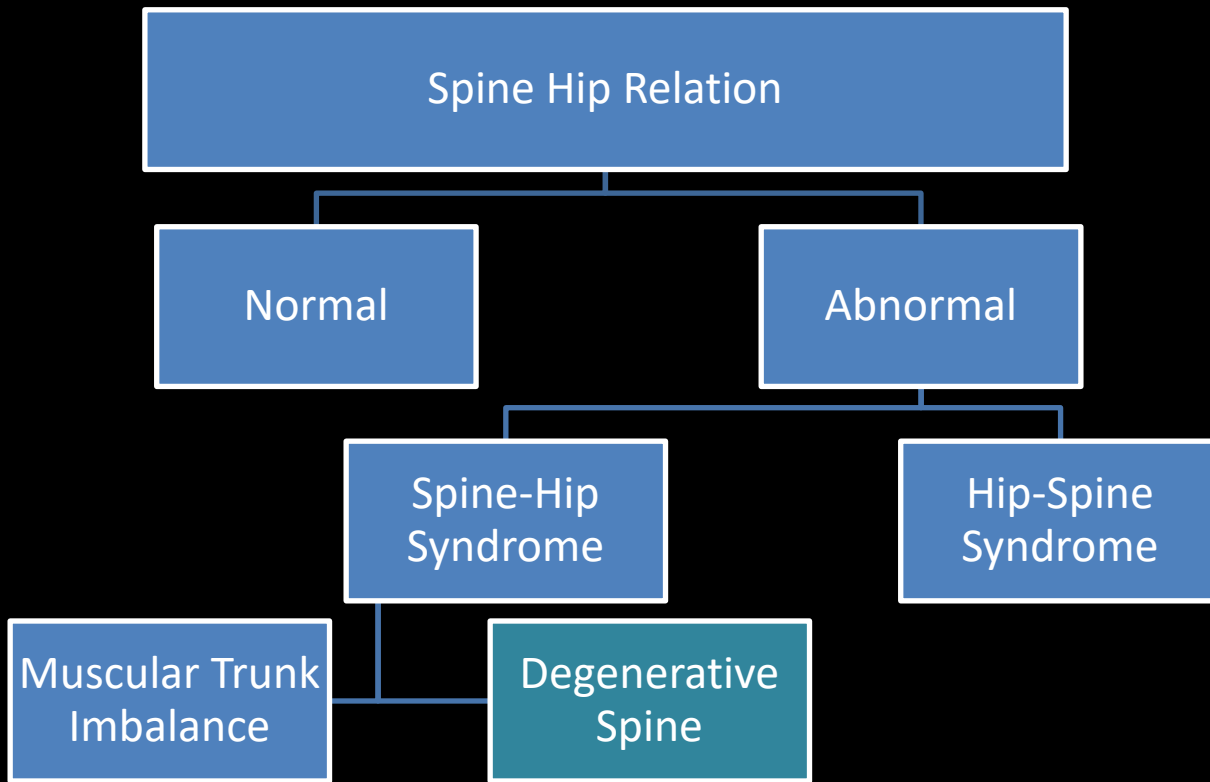 Spine Hip Relation
Normal
Abnormal
Spine-Hip
Syndrome
Hip-Spine
Syndrome
Muscular Trunk
Imbalance
Degenerative
Spine